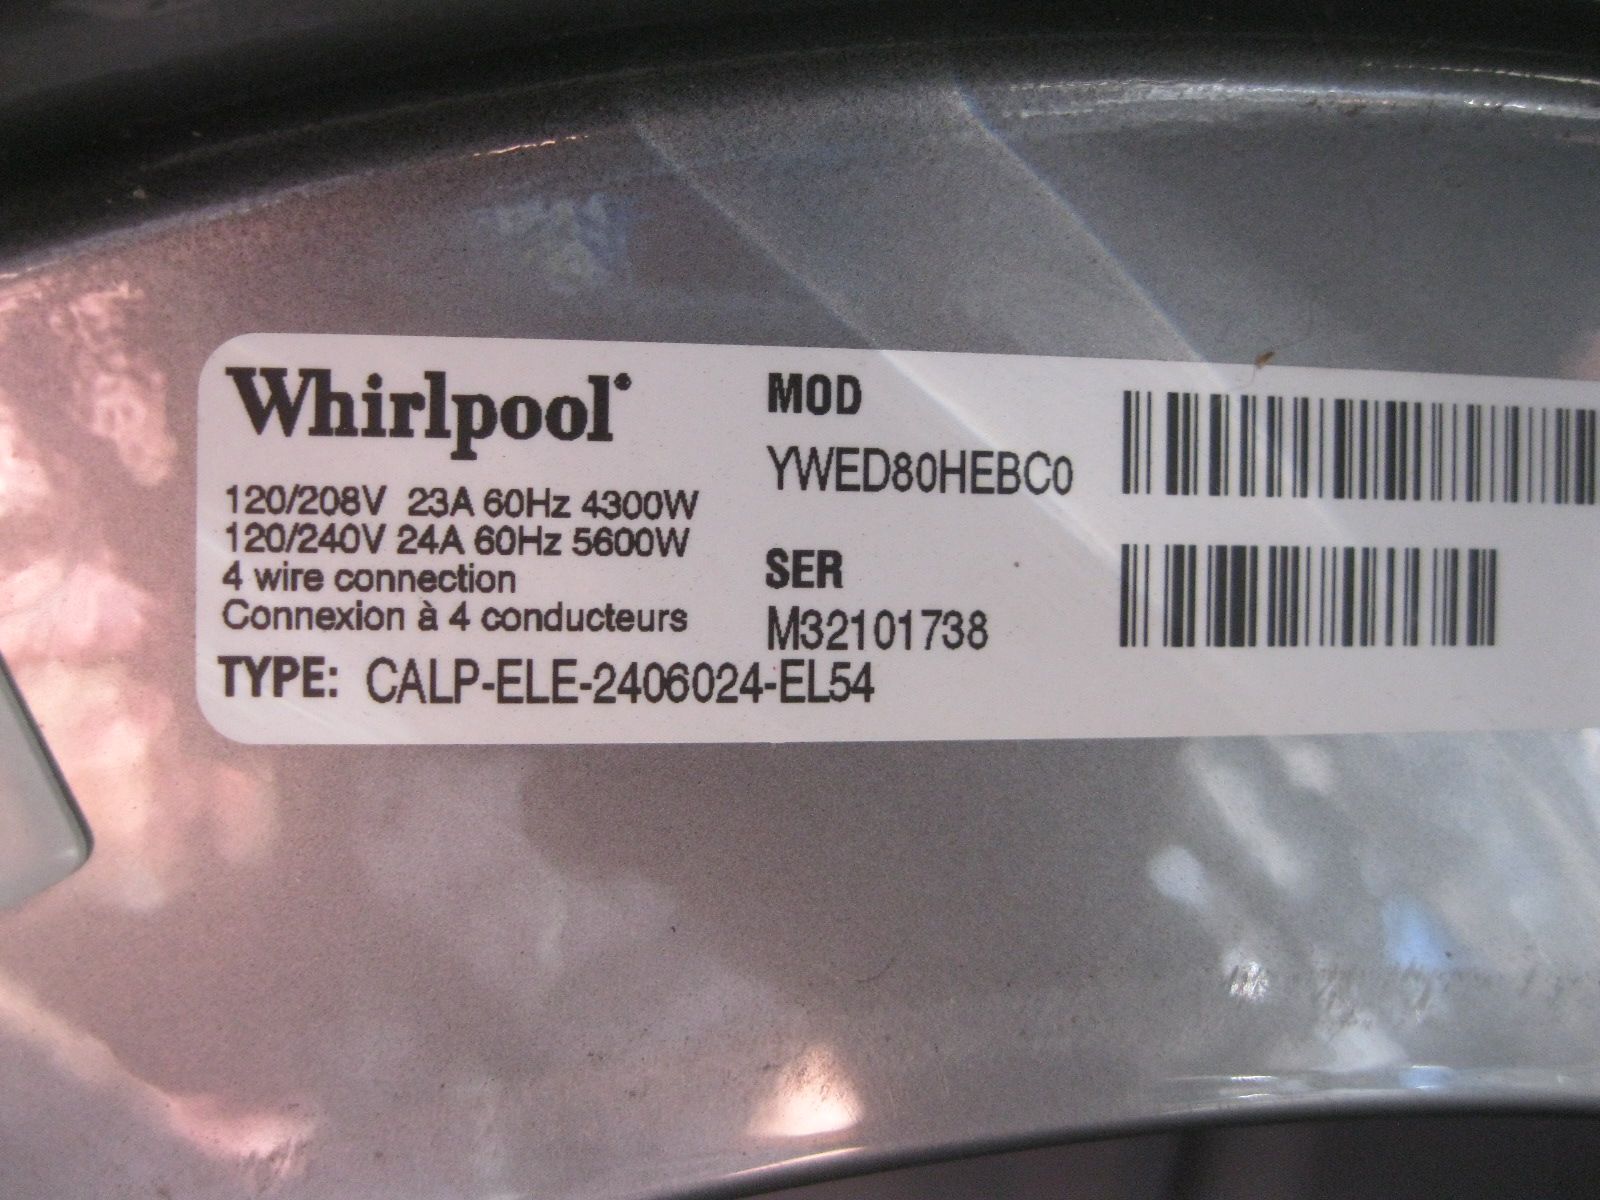 Whirlpool
120/208V 23A 60Hz 4300W
120/240V 24A 60Hz 5600W
4 wire connection
Connexion à 4 conducteurs
TYPE: CALP-ELE-2406024-EL54
MOD
YWED80HEBC0
SER
M32101738